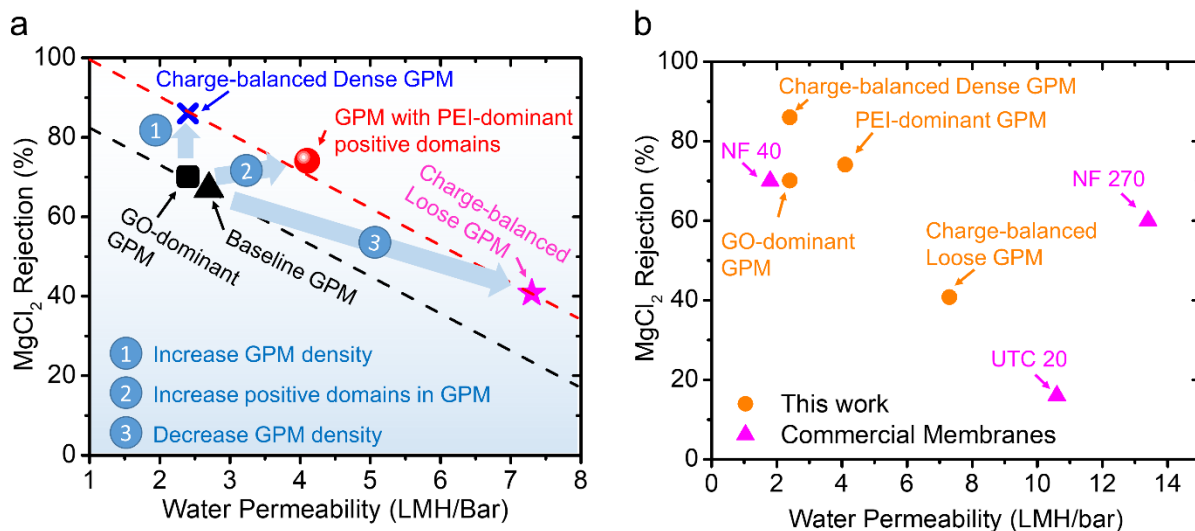 a
MgCl2 Rejection (%)
100
80
60
40
20
0
Charge-balanced Dense GPM
GPM with PEI-dominant
positive domains
1
2
GO-dominant
GPM
Baseline GPM
3
Charge-balanced
Loose GPM
1 Increase GPM density
2 Increase positive domains in GPM
3 Decrease GPM density
1 2 3 4 5 6 7 8
Water Permeability (LMH/Bar)
b
MgCl2 Rejection (%)
100
80
60
40
20
0
Charge-balanced Dense GPM
PEI-dominant GPM
NF 40
NF 270
GO-dominant
GPM
Charge-balanced
Loose GPM
UTC 20
This work
Commercial Membranes
0 2 4 6 8 10 12 14
Water Permeability (LMH/bar)